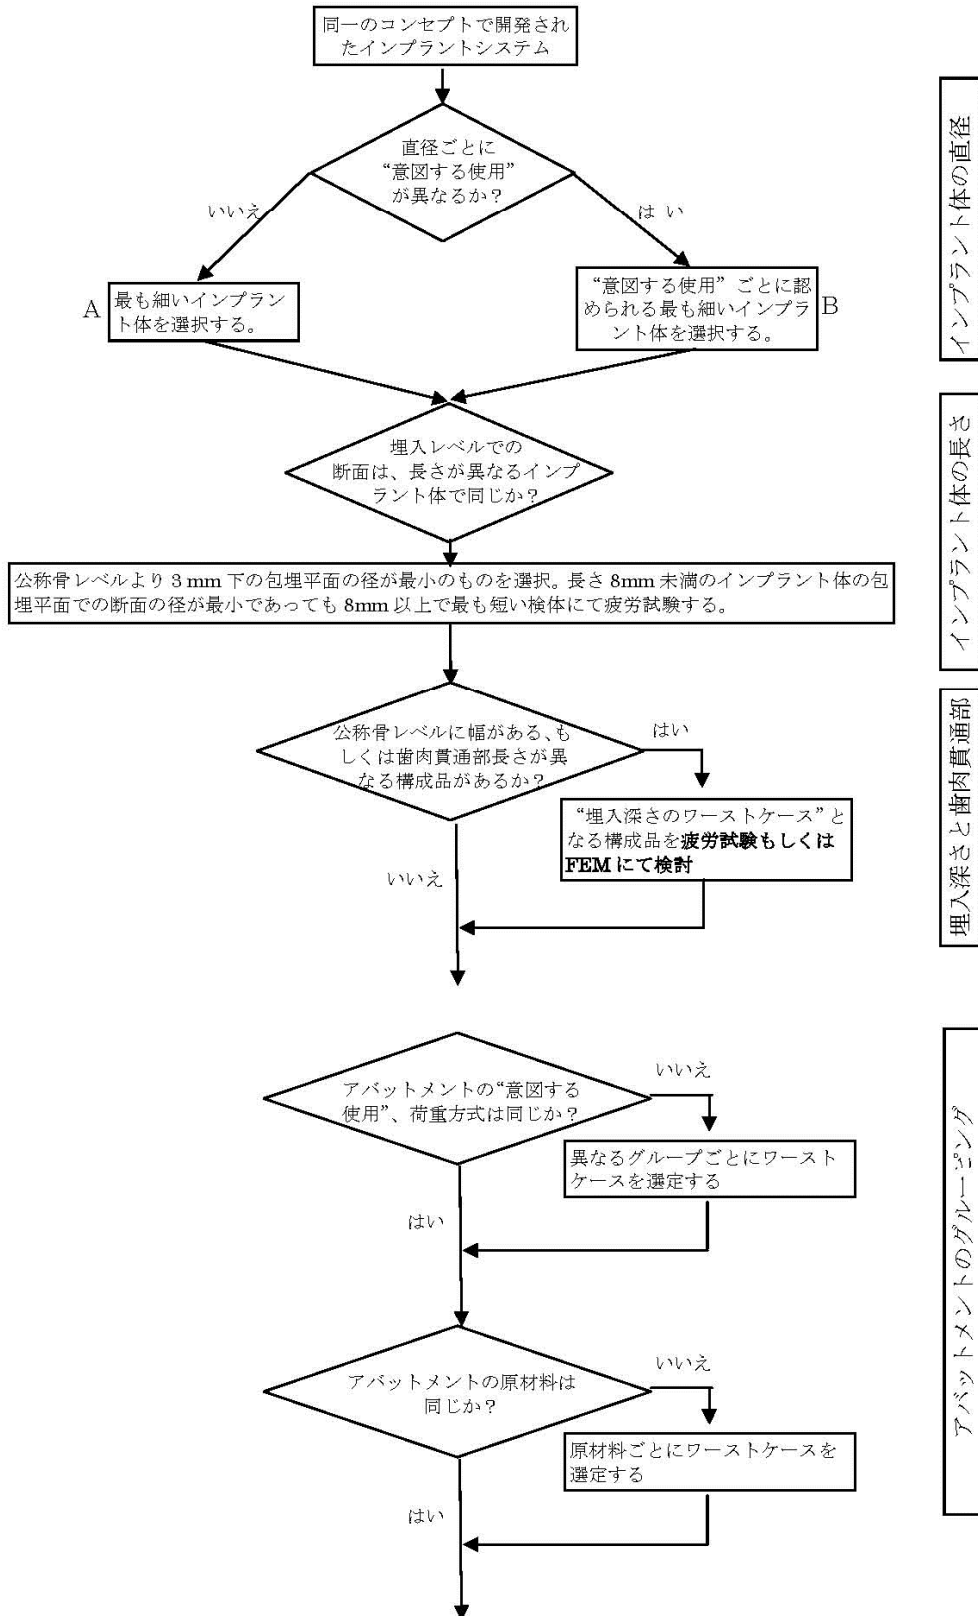 同一のコンセプトで開発され
たインプラントシステム
直径ごとに
“意図する使用”
が異なるか？
いいえ
は い
A
最も細いインプラン
ト体を選択する。
“意図する使用” ごとに認
められる最も細いインプラ
ント体を選択する。
B
インプラント体の直径
埋入レベルでの
断面は、長さが異なるインプ
ラント体で同じか？
公称骨レベルより 3 mm 下の包埋平面の径が最小のものを選択。長さ 8mm 未満のインプラント体の包
埋平面での断面の径が最小であっても 8mm 以上で最も短い検体にて疲労試験する。
インプラント体の長さ
公称骨レベルに幅がある、も
しくは歯肉貫通部長さが異
なる構成品があるか？
はい
“埋入深さのワーストケース”と
なる構成品を疲労試験もしくは
FEM にて検討
いいえ
埋入深さと歯肉貫通部
アバットメントの“意図する
使用”、荷重方式は同じか？
いいえ
異なるグループごとにワースト
ケースを選定する
はい
アバットメントの原材料は
同じか？
いいえ
原材料ごとにワーストケースを
選定する
はい
アバットメントのグルーピング